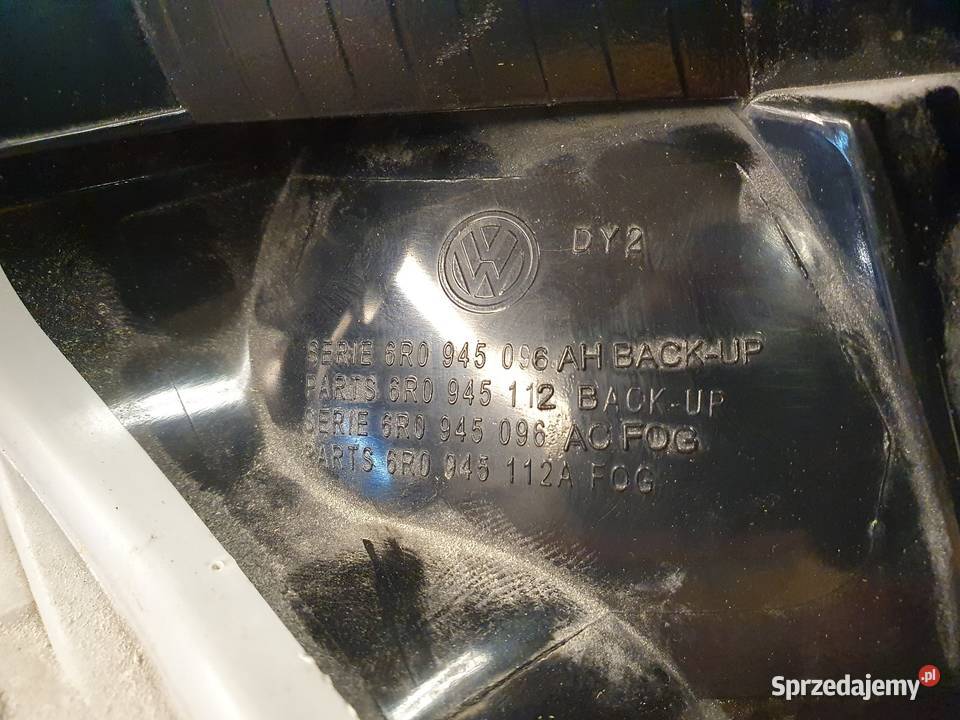 DY2
SERIE 6R0 945 096 AH BACK-UP
PARTS 6R0 945 112 BACK-UP
SERIE 6R0 945 096 AC FOG
PARTS 6R0 945 112A FOG
Sprzedajemy.pl